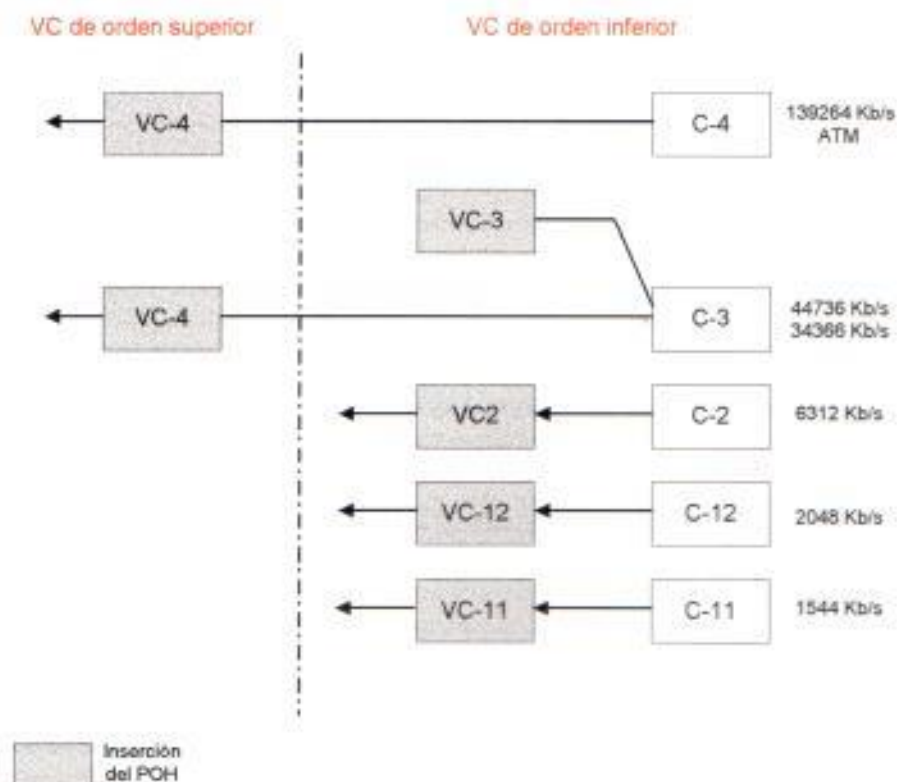 VC de orden superior
VC de orden inferior
VC-4
C-4
139264 Kb/s
ATM
VC-3
VC-4
C-3
44736 Kb/s
34366 Kb/s
VC2
C-2
6312 Kb/s
VC-12
C-12
2048 Kb/s
VC-11
C-11
1544 Kb/s
Inserción
del POH